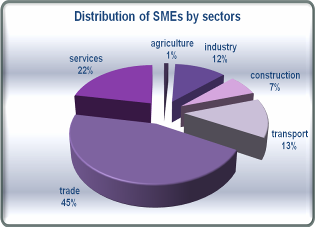 Distribution of SMEs by sectors
agriculture
1%
industry
12%
construction
7%
transport
13%
trade
45%
services
22%